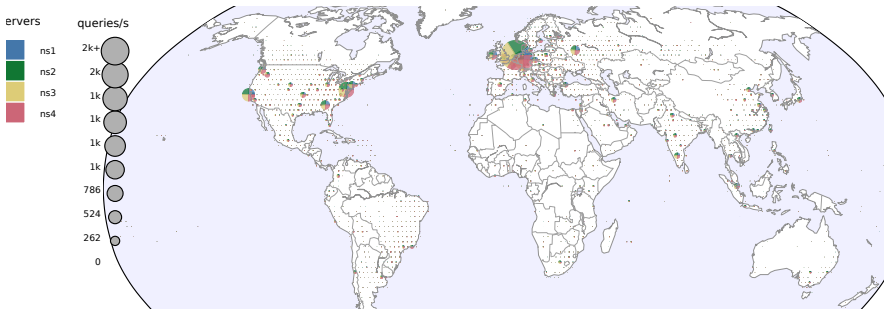 ervers
ns1
ns2
ns3
ns4
queries/s
2k+
2k
1k
1k
1k
1k
786
524
262
0